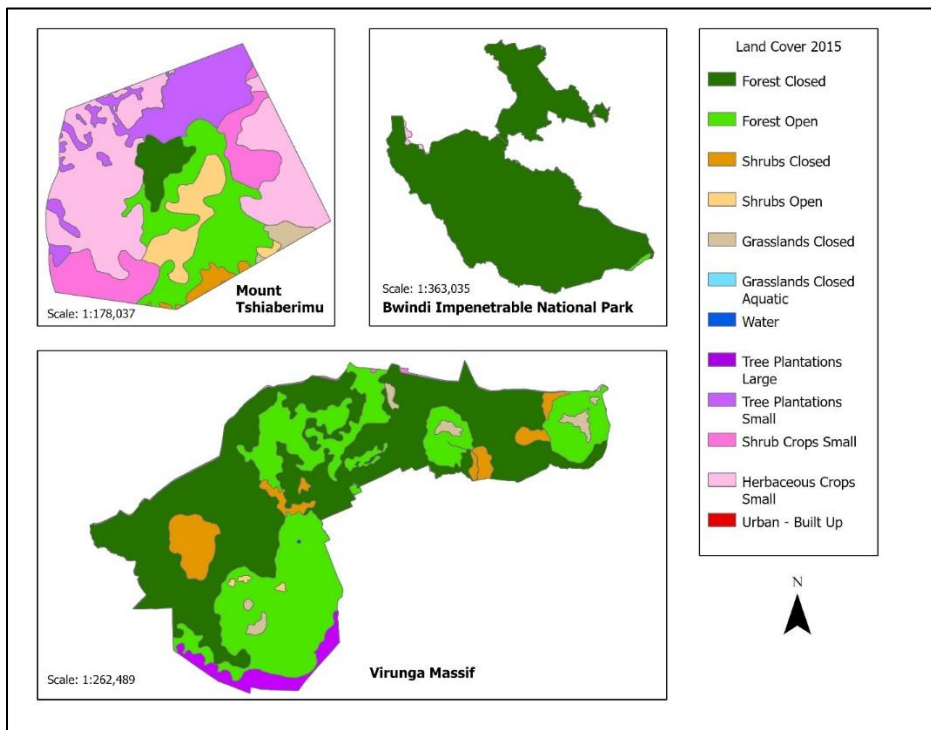 Mount
Tshiaberimu
Scale: 1:178,037
Scale: 1:363,035
Bwindi Impenetrable National Park
Land Cover 2015
Forest Closed
Forest Open
Shrubs Closed
Shrubs Open
Grasslands Closed
Grasslands Closed
Aquatic
Water
Tree Plantations
Large
Tree Plantations
Small
Shrub Crops Small
Herbaceous Crops
Small
Urban - Built Up
N
Virunga Massif
Scale: 1:262,489